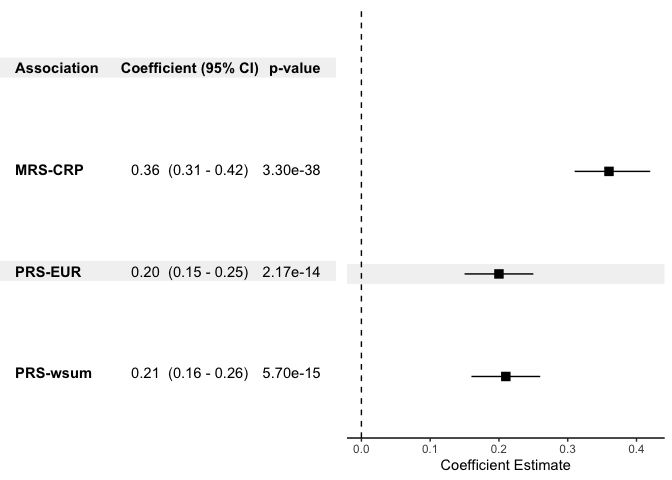 Association Coefficient (95% CI) p-value
MRS-CRP 0.36 (0.31 - 0.42) 3.30e-38
PRS-EUR 0.20 (0.15 - 0.25) 2.17e-14
PRS-wsum 0.21 (0.16 - 0.26) 5.70e-15
0.0 0.1 0.2 0.3 0.4
Coefficient Estimate